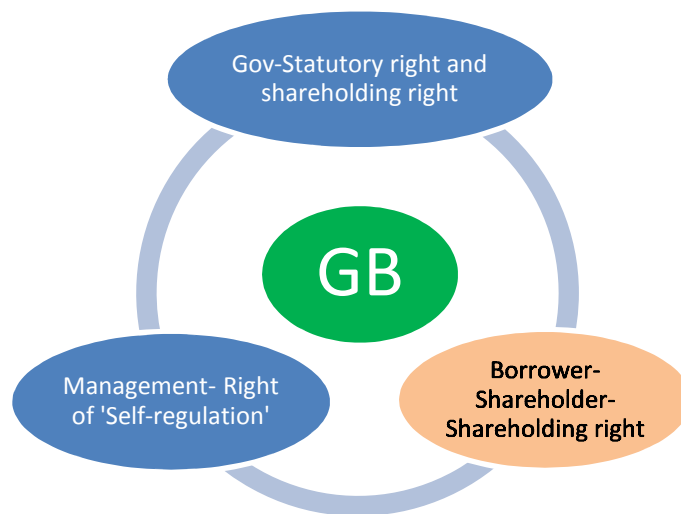 Gov-Statutory right and
shareholding right
GB
Management- Right
of 'Self-regulation'
Borrower-
Shareholder-
Shareholding right